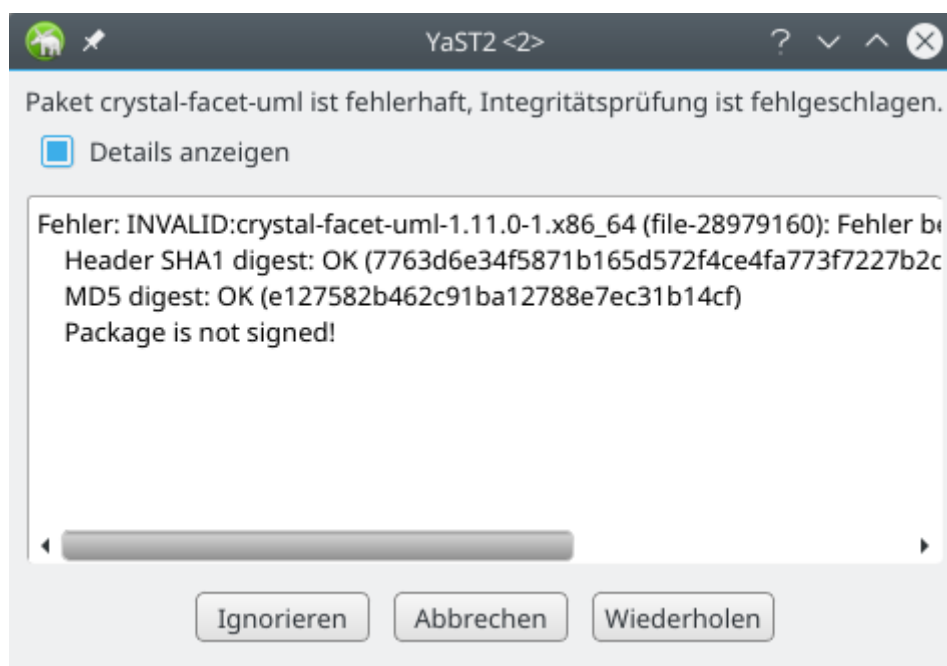 YaST2 <2>
Paket crystal-facet-uml ist fehlerhaft, Integritätsprüfung ist fehlgeschlagen.
Details anzeigen
Fehler: INVALID:crystal-facet-uml-1.11.0-1.x86_64 (file-28979160): Fehler be
Header SHA1 digest: OK (7763d6e34f5871b165d572f4ce4fa773f7227b2c
MD5 digest: OK (e127582b462c91ba12788e7ec31b14cf)
Package is not signed!
Ignorieren Abbrechen Wiederholen